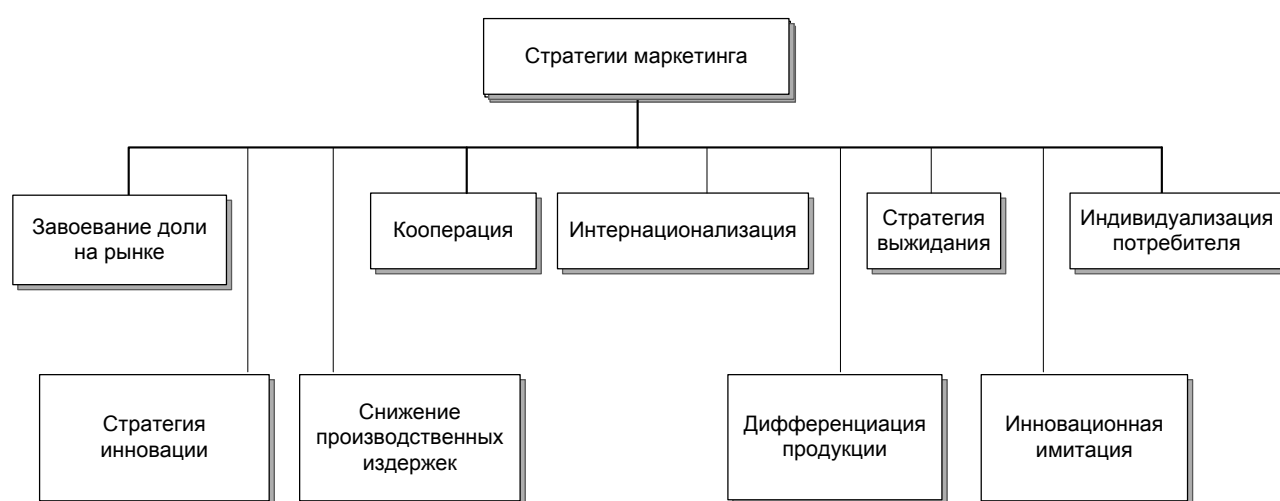 Стратегии маркетинга
Завоевание доли
на рынке
Кооперация
Интернационализация
Стратегия
выжидания
Индивидуализация
потребителя
Стратегия
инновации
Снижение
производственных
издержек
Дифференциация
продукции
Инновационная
имитация